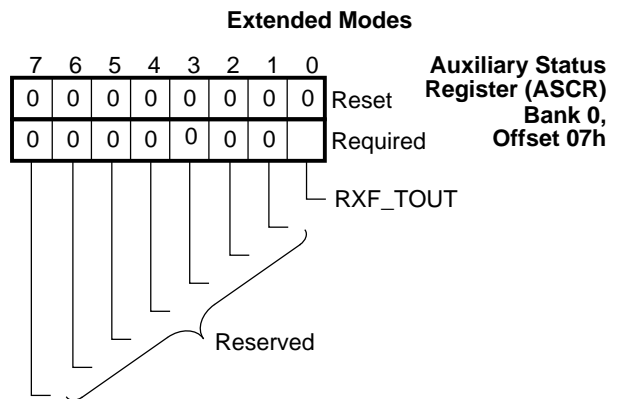 Extended Modes
7 6 5 4 3 2 1 0
Auxiliary Status
Register (ASCR)
Bank 0,
Offset 07h
0 0 0 0 0 0 0 0 Reset
0 0 0 0 0 0 0 Required
RXF_TOUT
Reserved